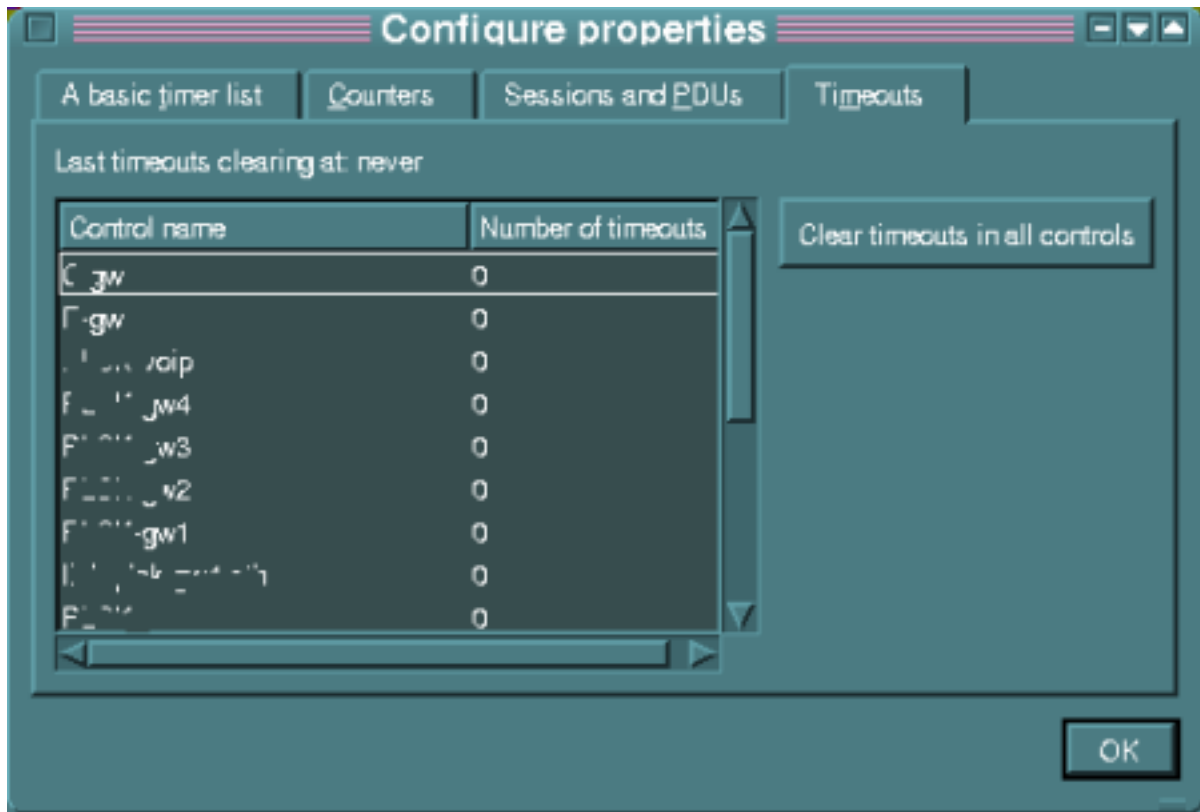 Configure properties
A basic timer list Counters Sessions and PDUs Timeouts
Last timeouts clearing at: never
Control name Number of timeouts
Clear timeouts in all controls
0
-gw 0
0
0
0
0
-gw1 0
0
0
OK